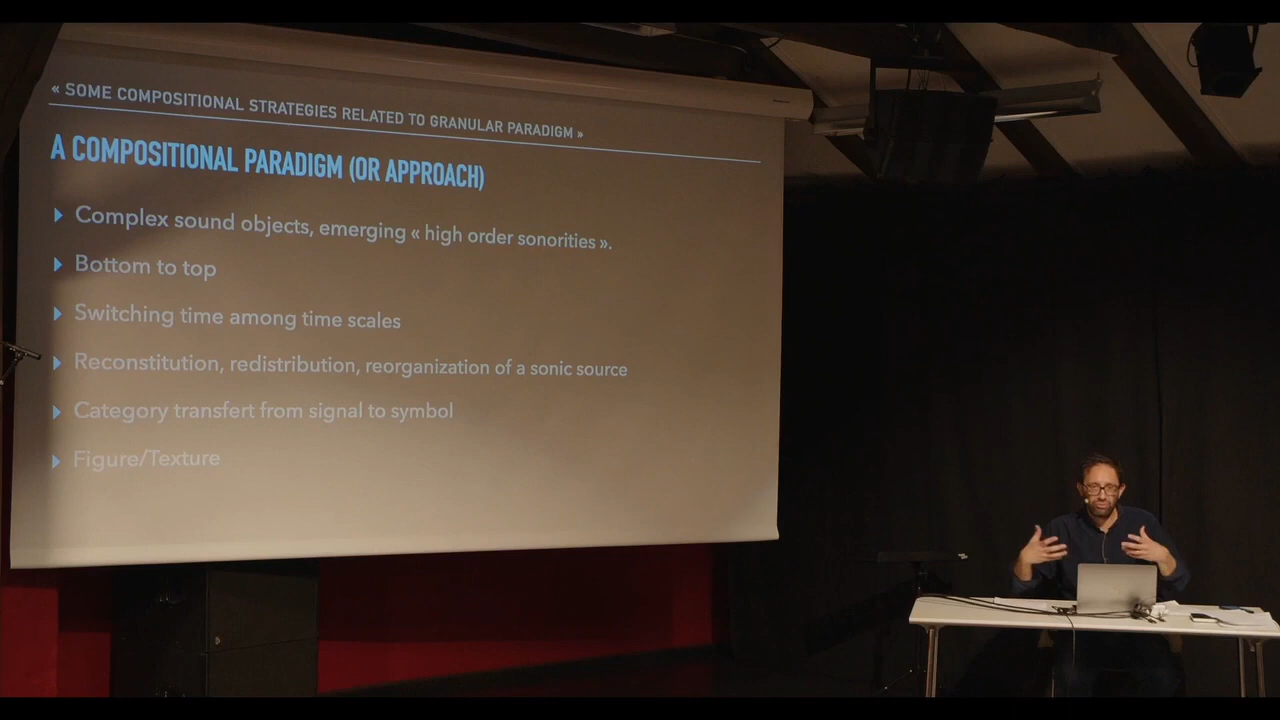 « SOME COMPOSITIONAL STRATEGIES RELATED TO GRANULAR PARADIGM »
A COMPOSITIONAL PARADIGM (OR APPROACH)
Complex sound objects, emerging « high order sonorities ».
Bottom to top
Switching time among time scales
Reconstitution, redistribution, reorganization of a sonic source
Category transfert from signal to symbol
Figure/Texture